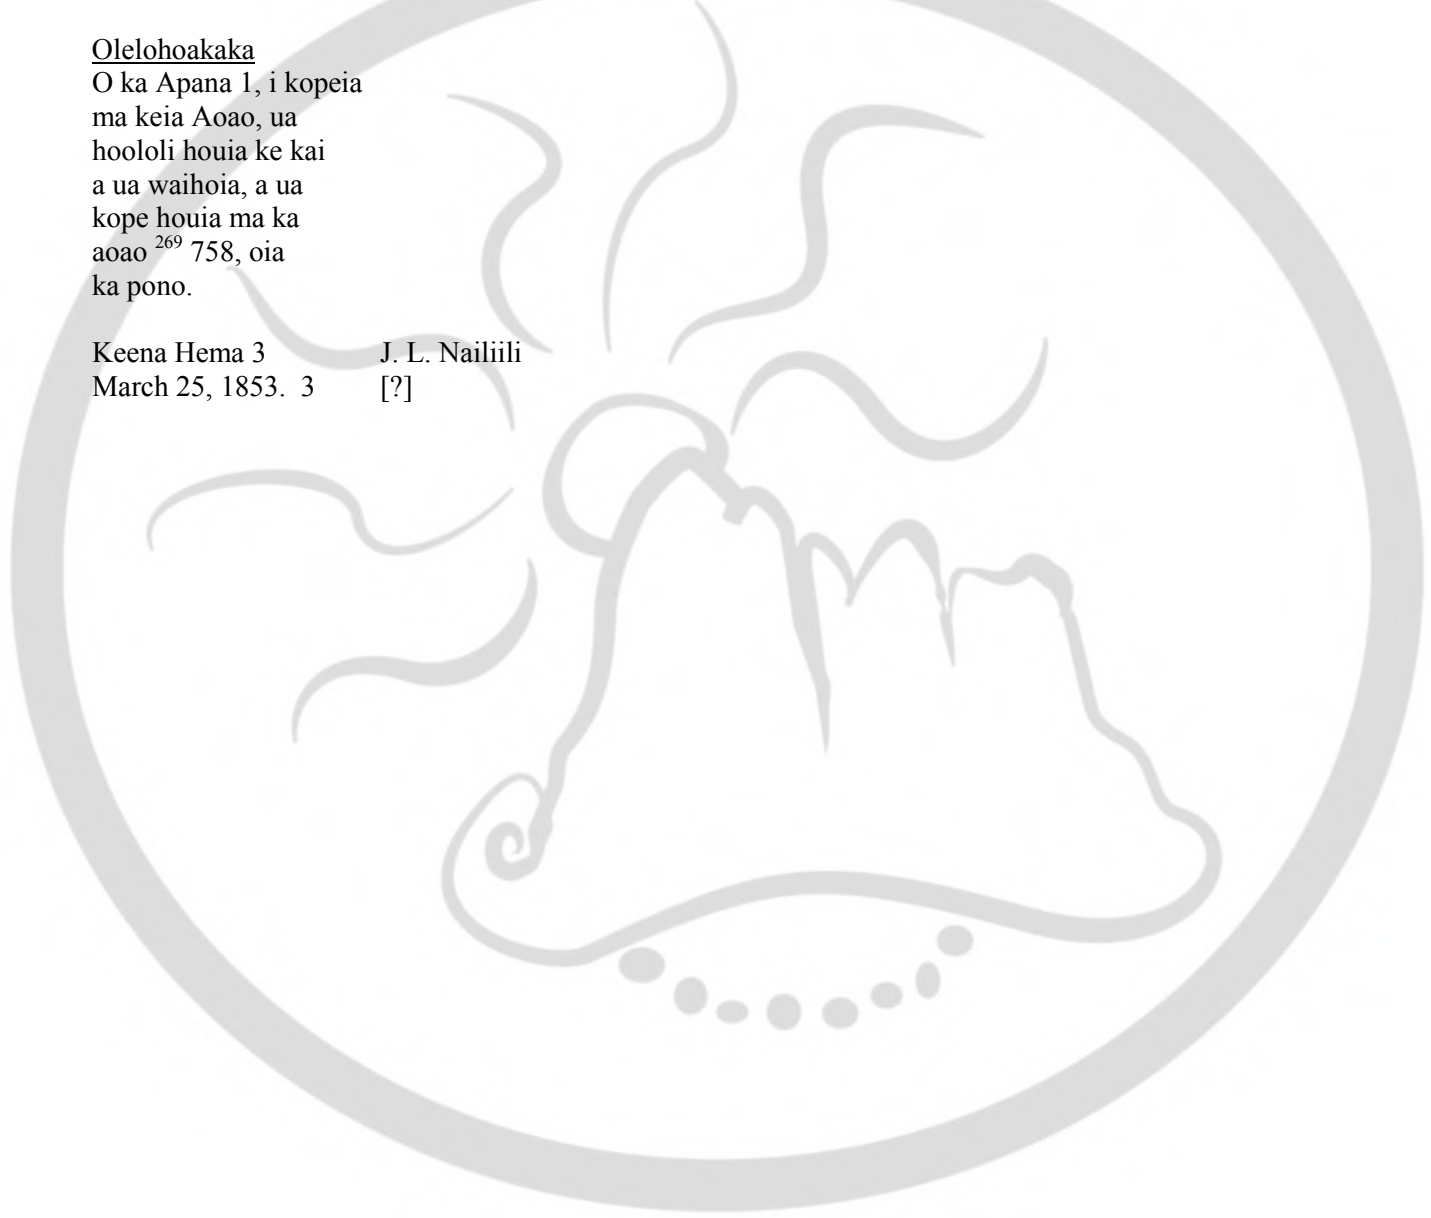 Olelohoakaka
O ka Apana 1, i kopeia
ma keia Aoao, ua
hoololi houia ke kai
a ua waihoia, a ua
kope houia ma ka
aoao 269 758, oia
ka pono.
Keena Hema 3 J. L. Nailiili
March 25, 1853. 3 [?]